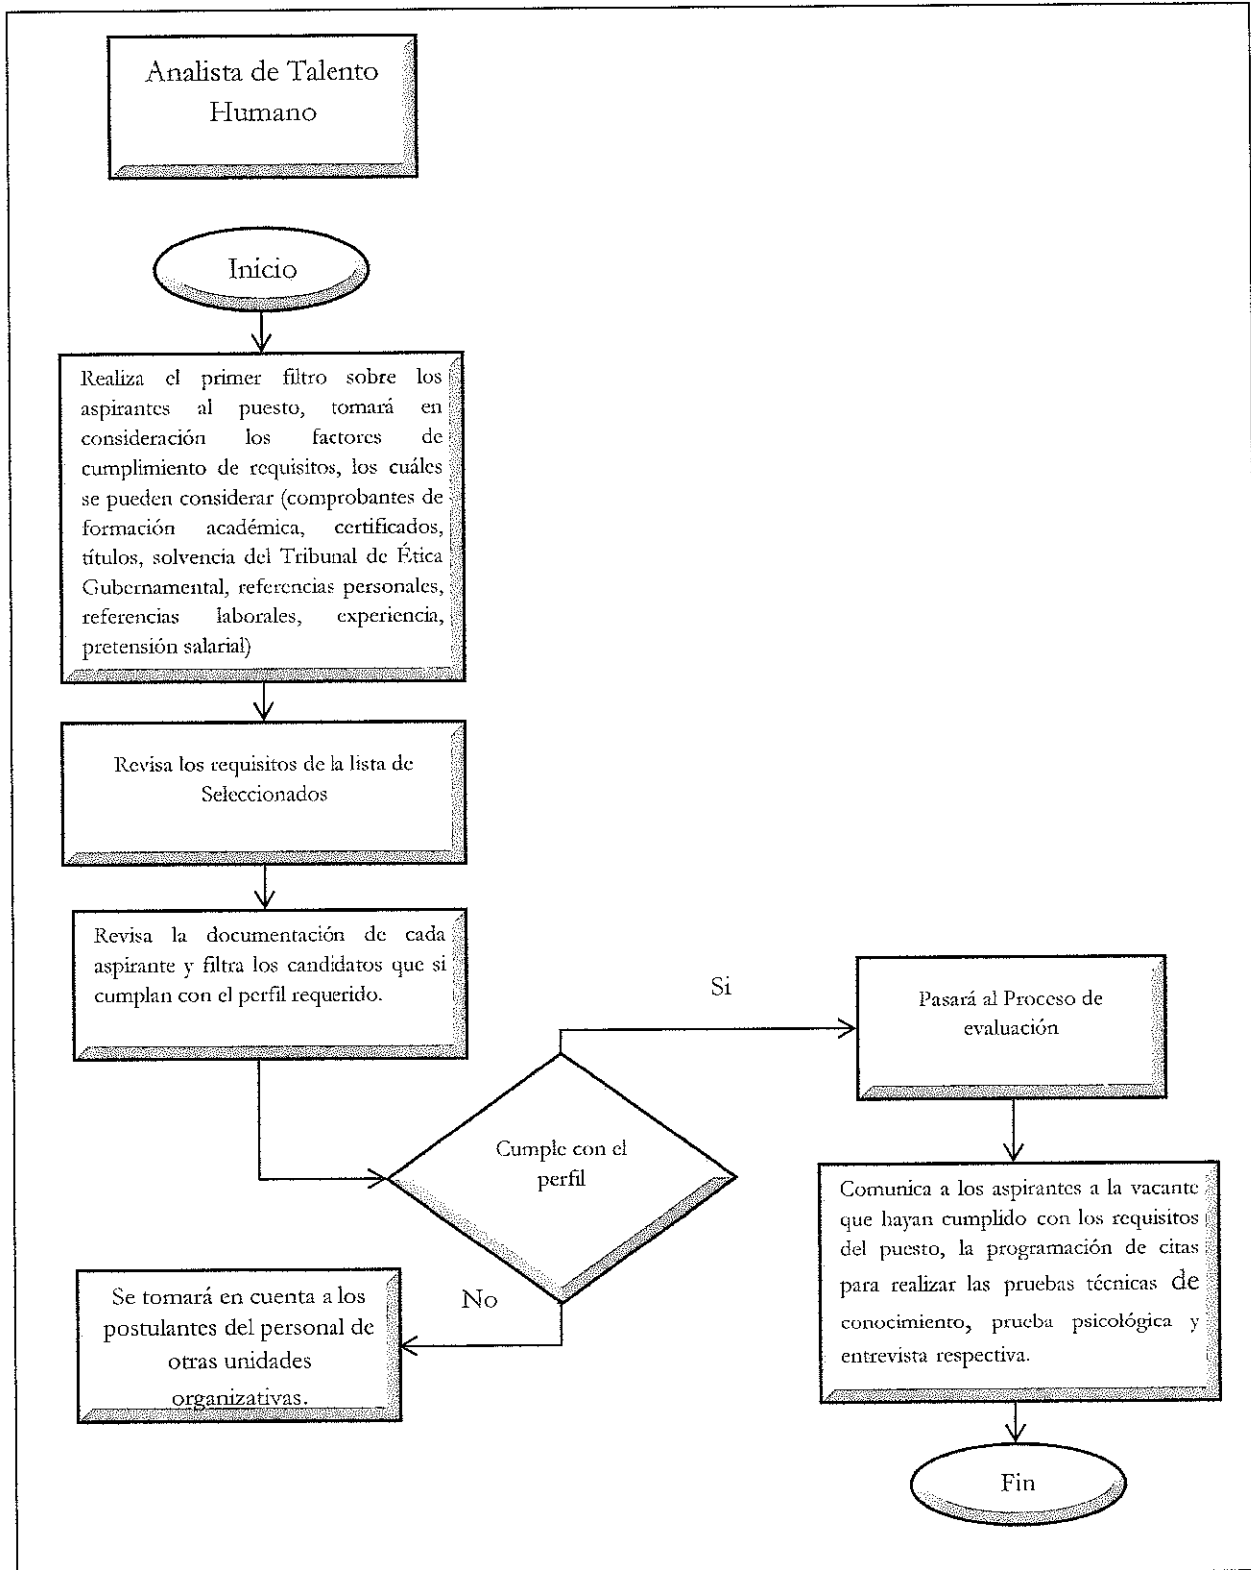 Analista de Talento
Humano
Inicio
Realiza el primer filtro sobre los
aspirantes al puesto, tomará en
consideración los factores de
cumplimiento de requisitos, los cuáles
se pueden considerar (comprobantes de
formación académica, certificados,
títulos, solvencia del Tribunal de Ética
Gubernamental, referencias personales,
referencias laborales, experiencia,
pretensión salarial)
Revisa los requisitos de la lista de
Seleccionados
Revisa la documentación de cada
aspirante y filtra los candidatos que si
cumplan con el perfil requerido.
Cumple con el
perfil
Si
Pasará al Proceso de
evaluación
Comunica a los aspirantes a la vacante
que hayan cumplido con los requisitos
del puesto, la programación de citas
para realizar las pruebas técnicas de
conocimiento, prueba psicológica y
entrevista respectiva.
No
Se tomará en cuenta a los
postulantes del personal de
otras unidades
organizativas.
Fin